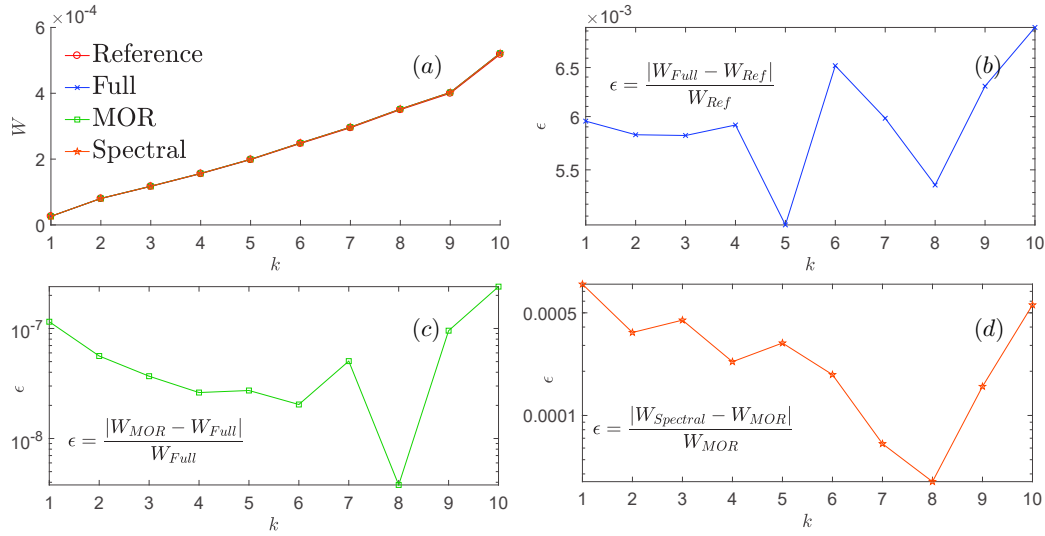 ×10⁻⁴
6
4
2
0
W
Reference
Full
MOR
Spectral
(a)
1 2 3 4 5 6 7 8 9 10
k
×10⁻³
6.5
6
5.5
ϵ
ϵ = |W_Full − W_Ref| / W_Ref
(b)
1 2 3 4 5 6 7 8 9 10
k
10⁻⁷
10⁻⁸
ϵ
(c)
ϵ = |W_MOR − W_Full| / W_Full
1 2 3 4 5 6 7 8 9 10
k
0.0005
0.0001
ϵ
(d)
ϵ = |W_Spectral − W_MOR| / W_MOR
1 2 3 4 5 6 7 8 9 10
k